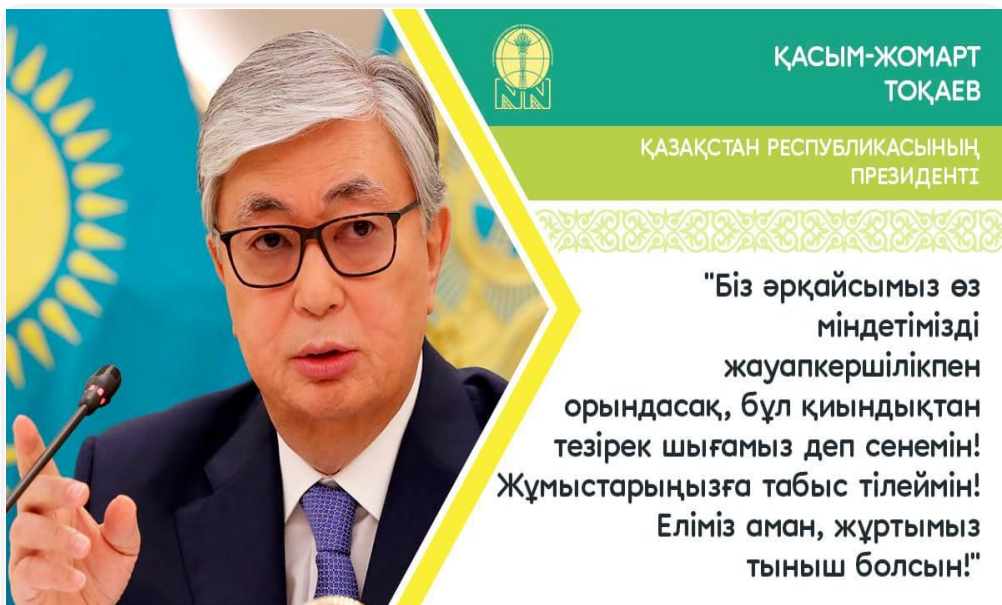 ҚАСЫМ-ЖОМАРТ
ТОҚАЕВ
ҚАЗАҚСТАН РЕСПУБЛИКАСЫНЫҢ
ПРЕЗИДЕНТІ
"Біз әрқайсымыз өз
міндетімізді
жауапкершілікпен
орындасақ, бұл қиындықтан
тезірек шығамыз деп сенемін!
Жұмыстарыңызға табыс тілеймін!
Еліміз аман, жұртымыз
тыныш болсын!"